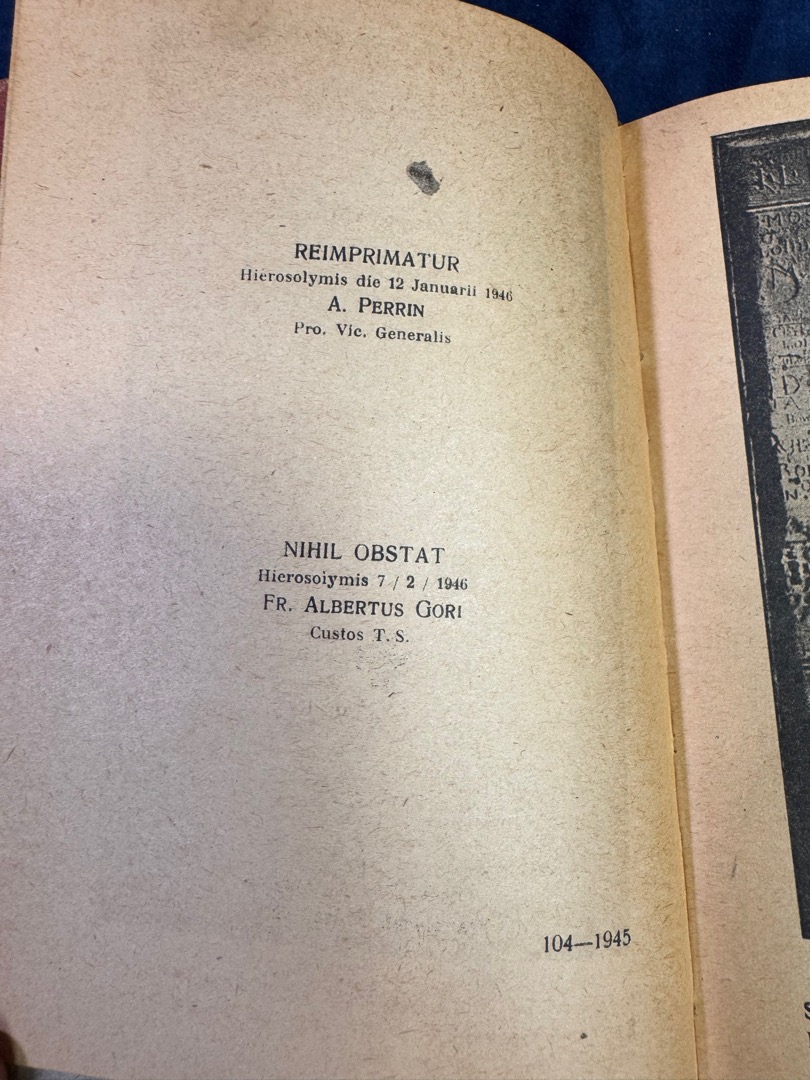 REIMPRIMATUR
Hierosolymis die 12 Januarii 1946
A. PERRIN
Pro. Vic. Generalis
NIHIL OBSTAT
Hierosoiymis 7 / 2 / 1946
FR. ALBERTUS GORI
Custos T. S.
104—1945